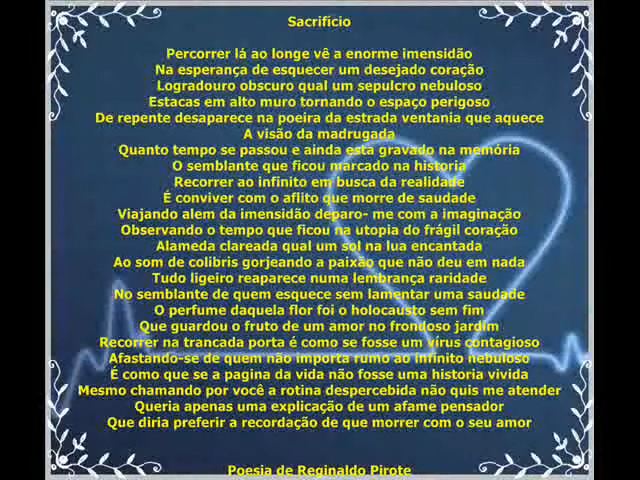 Sacrifício
Percorrer lá ao longe vê a enorme imensidão
Na esperança de esquecer um desejado coração
Logradouro obscuro qual um sepulcro nebuloso
Estacas em alto muro tornando o espaço perigoso
De repente desaparece na poeira da estrada ventania que aquece
A visão da madrugada
Quanto tempo se passou e ainda está gravado na memória
O semblante que ficou marcado na historia
Recorrer ao infinito em busca da realidade
É conviver com o aflito que morre de saudade
Viajando alem da imensidão deparo- me com a imaginação
Observando o tempo que ficou na utopia do frágil coração
Alameda clareada qual um sol na lua encantada
Ao som de colibris gorjeando a paixão que não deu em nada
Tudo ligeiro reaparece numa lembrança raridade
No semblante de quem esquece sem lamentar uma saudade
O perfume daquela flor foi o holocausto sem fim
Que guardou o fruto de um amor no frondoso jardim
Recorrer na trancada porta é como se fosse um vírus contagioso
Afastando-se de quem não importa rumo ao infinito nebuloso
É como que se a pagina da vida não fosse uma historia vivida
Mesmo chamando por você a rotina despercebida não quis me atender
Queria apenas uma explicação de um afame pensador
Que diria preferir a recordação de que morrer com o seu amor
Poesia de Reginaldo Pirote